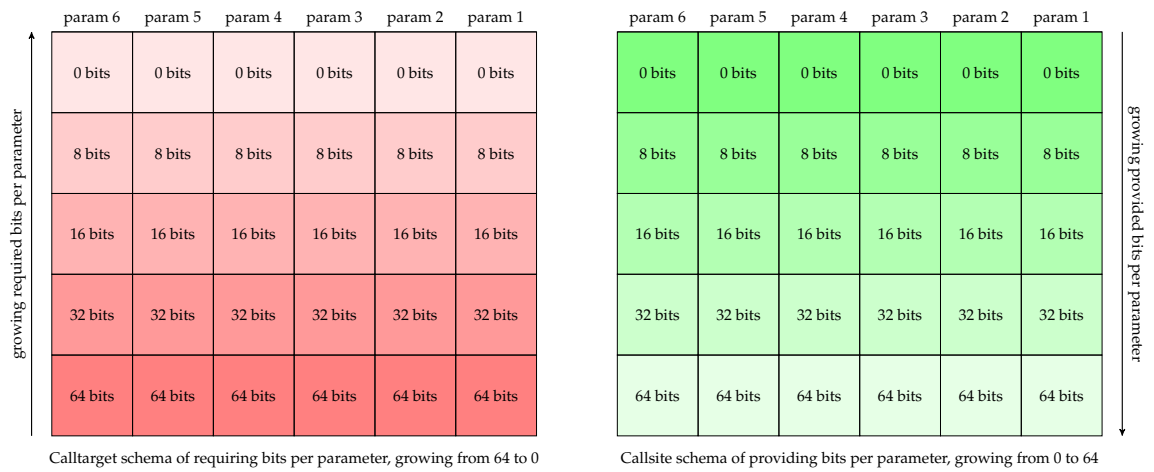 param 6 param 5 param 4 param 3 param 2 param 1
0 bits 0 bits 0 bits 0 bits 0 bits 0 bits
8 bits 8 bits 8 bits 8 bits 8 bits 8 bits
16 bits 16 bits 16 bits 16 bits 16 bits 16 bits
32 bits 32 bits 32 bits 32 bits 32 bits 32 bits
64 bits 64 bits 64 bits 64 bits 64 bits 64 bits
growing required bits per parameter
Calltarget schema of requiring bits per parameter, growing from 64 to 0
param 6 param 5 param 4 param 3 param 2 param 1
0 bits 0 bits 0 bits 0 bits 0 bits 0 bits
8 bits 8 bits 8 bits 8 bits 8 bits 8 bits
16 bits 16 bits 16 bits 16 bits 16 bits 16 bits
32 bits 32 bits 32 bits 32 bits 32 bits 32 bits
64 bits 64 bits 64 bits 64 bits 64 bits 64 bits
growing provided bits per parameter
Callsite schema of providing bits per parameter, growing from 0 to 64